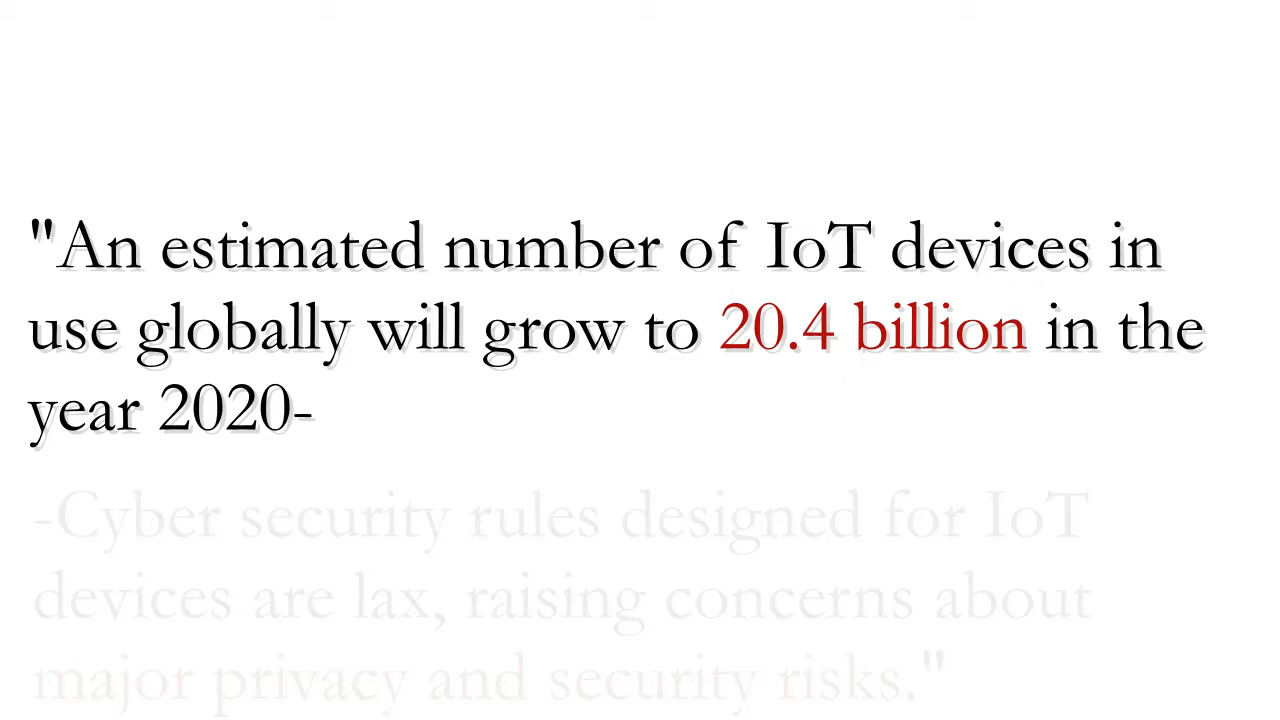 "An estimated number of IoT devices in
use globally will grow to 20.4 billion in the
year 2020-
-Cyber security rules designed for IoT
devices are lax, raising concerns about
major privacy and security risks."